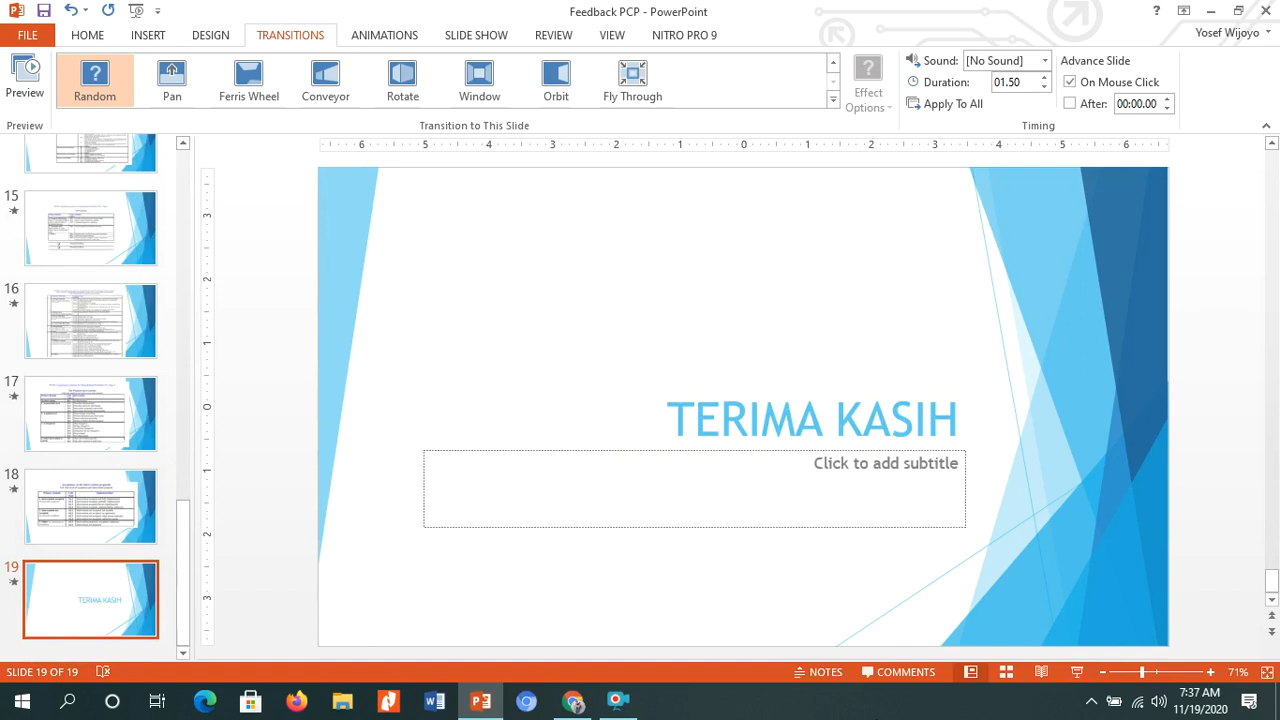 Feedback PCP - PowerPoint
FILE HOME INSERT DESIGN TRANSITIONS ANIMATIONS SLIDE SHOW REVIEW VIEW NITRO PRO 9
Yosef Wijoyo
Preview
Random Pan Ferris Wheel Conveyor Rotate Window Orbit Fly Through
Effect Options
Sound: [No Sound]
Duration: 01.50
Apply To All
Advance Slide
On Mouse Click
After: 00:00.00
Preview
Transition to This Slide
Timing
15
16
17
18
19
TERIMA KASIH
TERIMA KASIH
Click to add subtitle
SLIDE 19 OF 19
NOTES
COMMENTS
71%
7:37 AM
11/19/2020